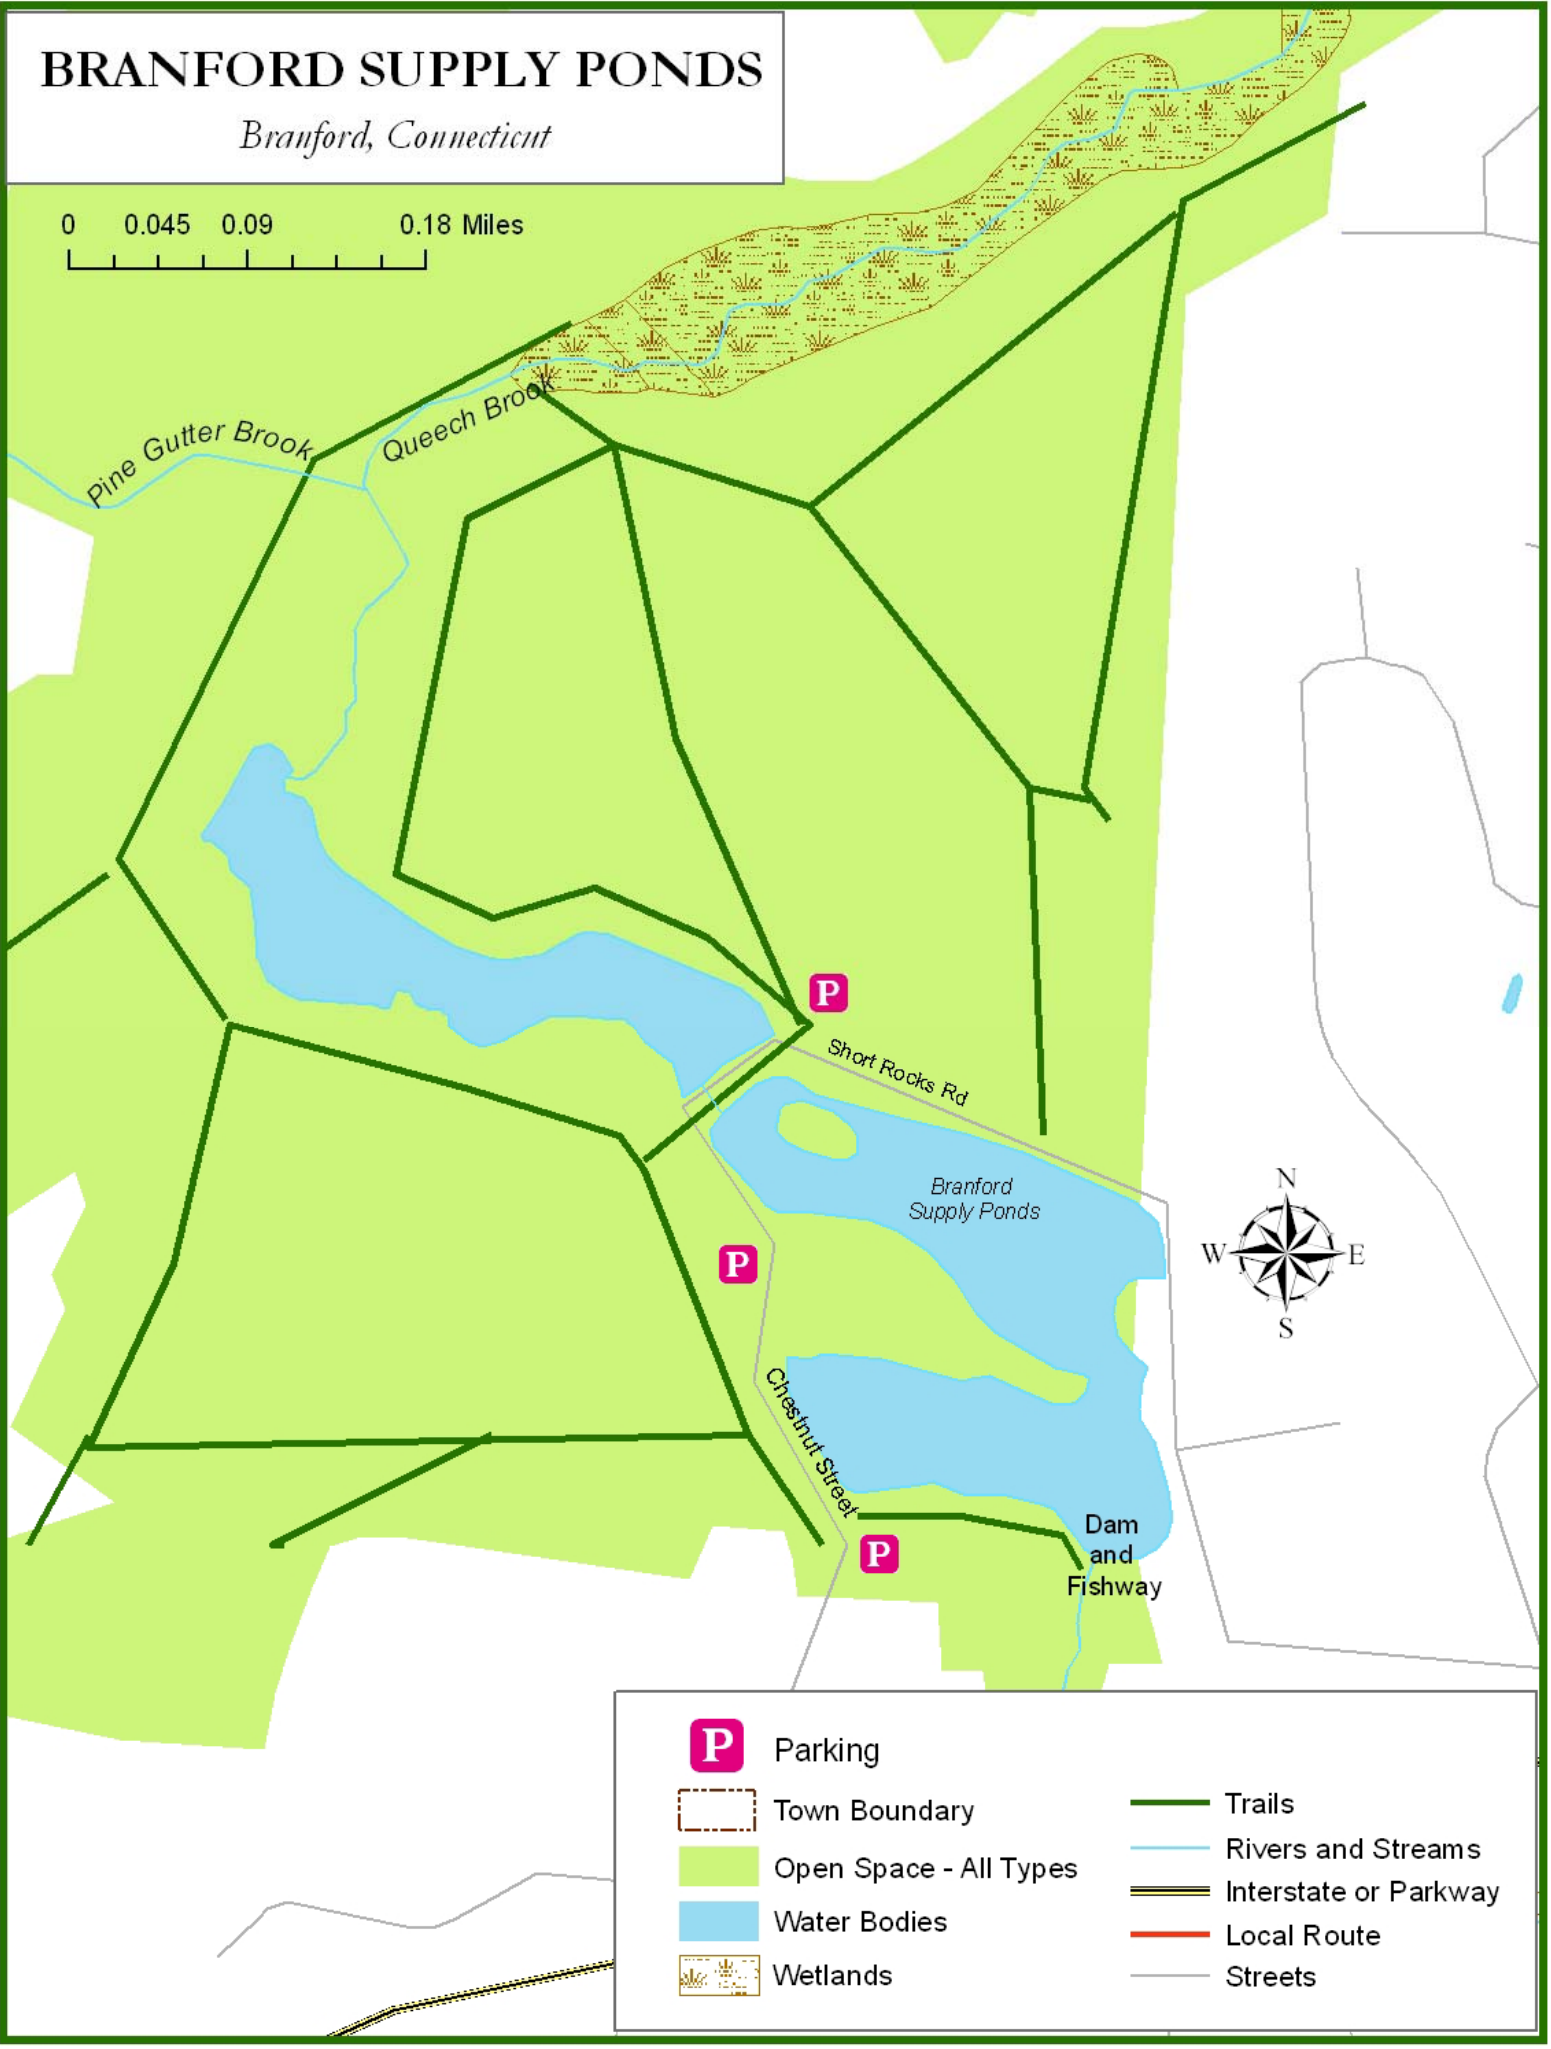 BRANFORD SUPPLY PONDS
Branford, Connecticut
0 0.045 0.09 0.18 Miles
Pine Gutter Brook
Queech Brook
P
Short Rocks Rd
Branford
Supply Ponds
N
W E
S
P
Chestnut Street
P
Dam
and
Fishway
P Parking
Town Boundary
Open Space - All Types
Water Bodies
Wetlands
Trails
Rivers and Streams
Interstate or Parkway
Local Route
Streets